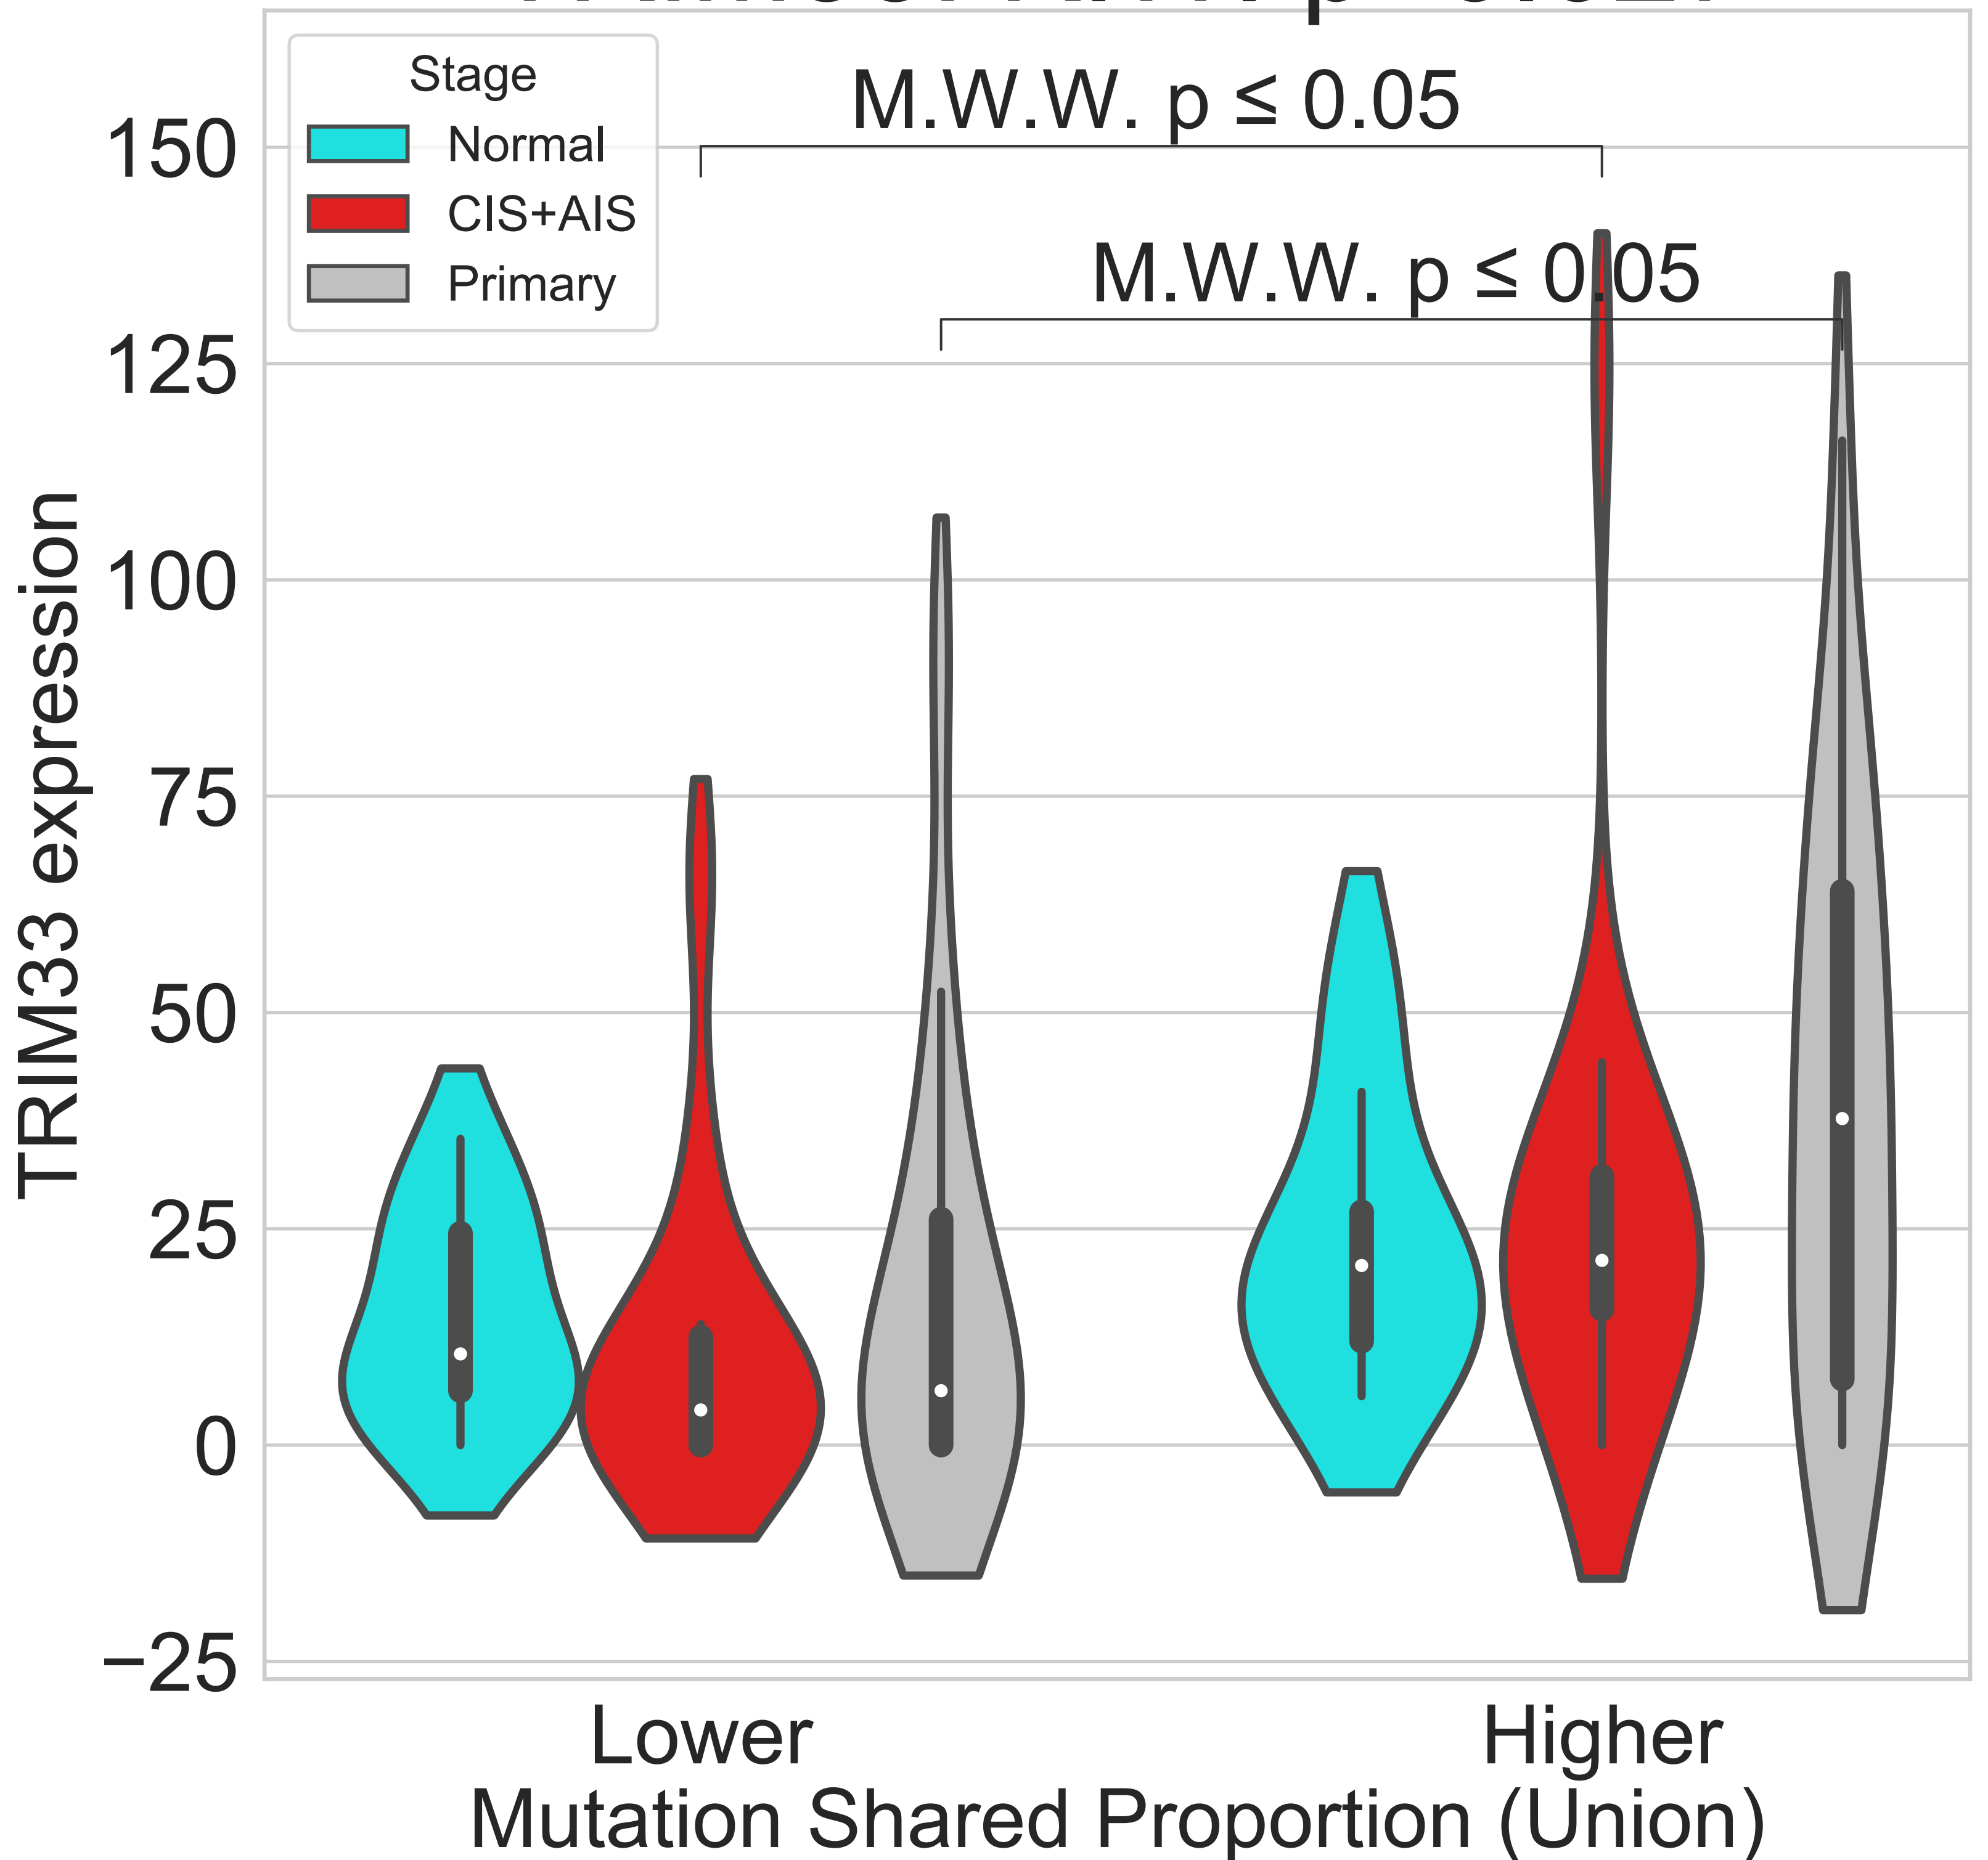 Stage
Normal
CIS+AIS
Primary
M.W.W. p ≤ 0.05
M.W.W. p ≤ 0.05
150
125
100
75
50
25
0
−25
TRIM33 expression
Lower
Higher
Mutation Shared Proportion (Union)